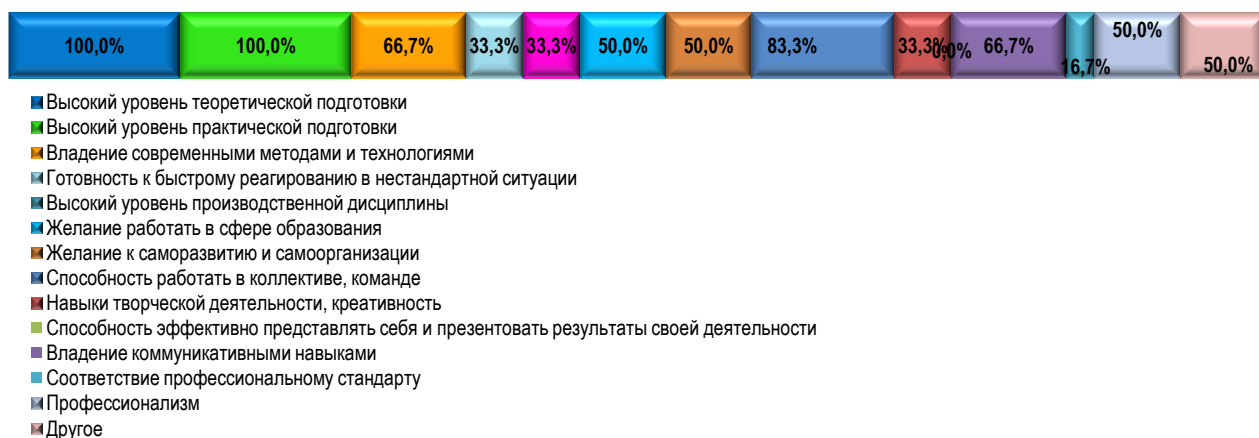 100,0% 100,0% 66,7% 33,3% 33,3% 50,0% 50,0% 83,3% 33,3% 0,0% 66,7% 16,7% 50,0% 50,0%
Высокий уровень теоретической подготовки
Высокий уровень практической подготовки
Владение современными методами и технологиями
Готовность к быстрому реагированию в нестандартной ситуации
Высокий уровень производственной дисциплины
Желание работать в сфере образования
Желание к саморазвитию и самоорганизации
Способность работать в коллективе, команде
Навыки творческой деятельности, креативность
Способность эффективно представлять себя и презентовать результаты своей деятельности
Владение коммуникативными навыками
Соответствие профессиональному стандарту
Профессионализм
Другое